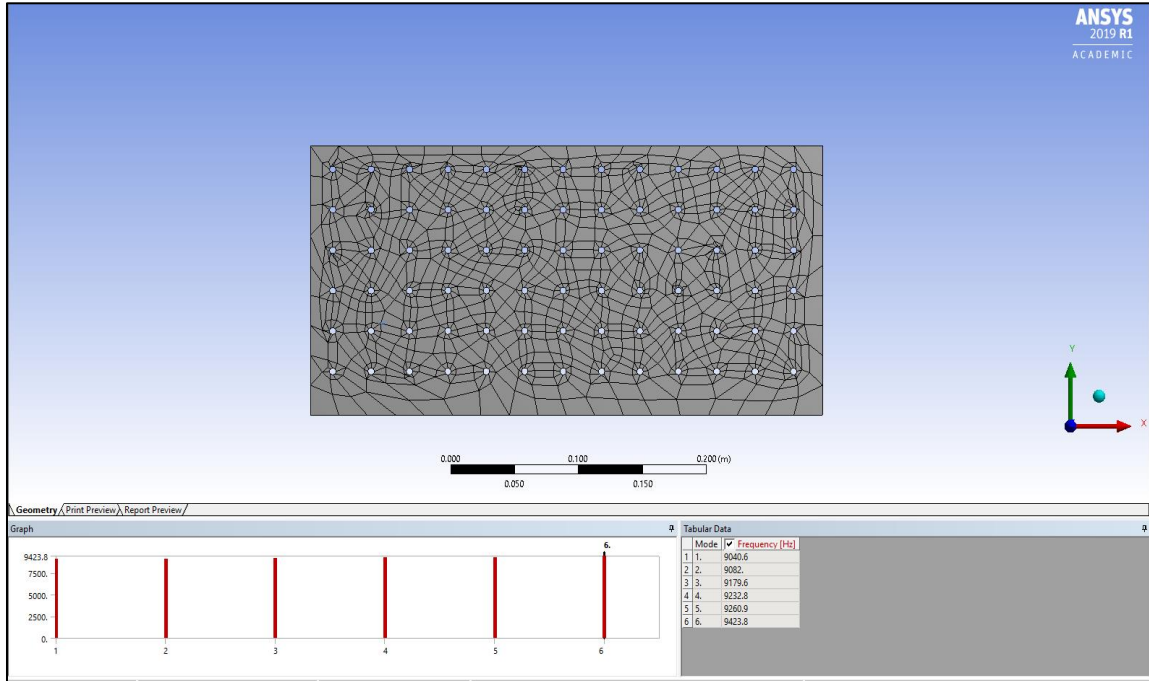 ANSYS
2019 R1
ACADEMIC
Y
X
0.000 0.100 0.200 (m)
0.050 0.150
Geometry Print Preview Report Preview
Graph
6.
9423.8
7500.
5000.
2500.
0.
1 2 3 4 5 6
Tabular Data
Mode Frequency [Hz]
1 1. 9040.6
2 2. 9082.
3 3. 9179.6
4 4. 9232.8
5 5. 9260.9
6 6. 9423.8